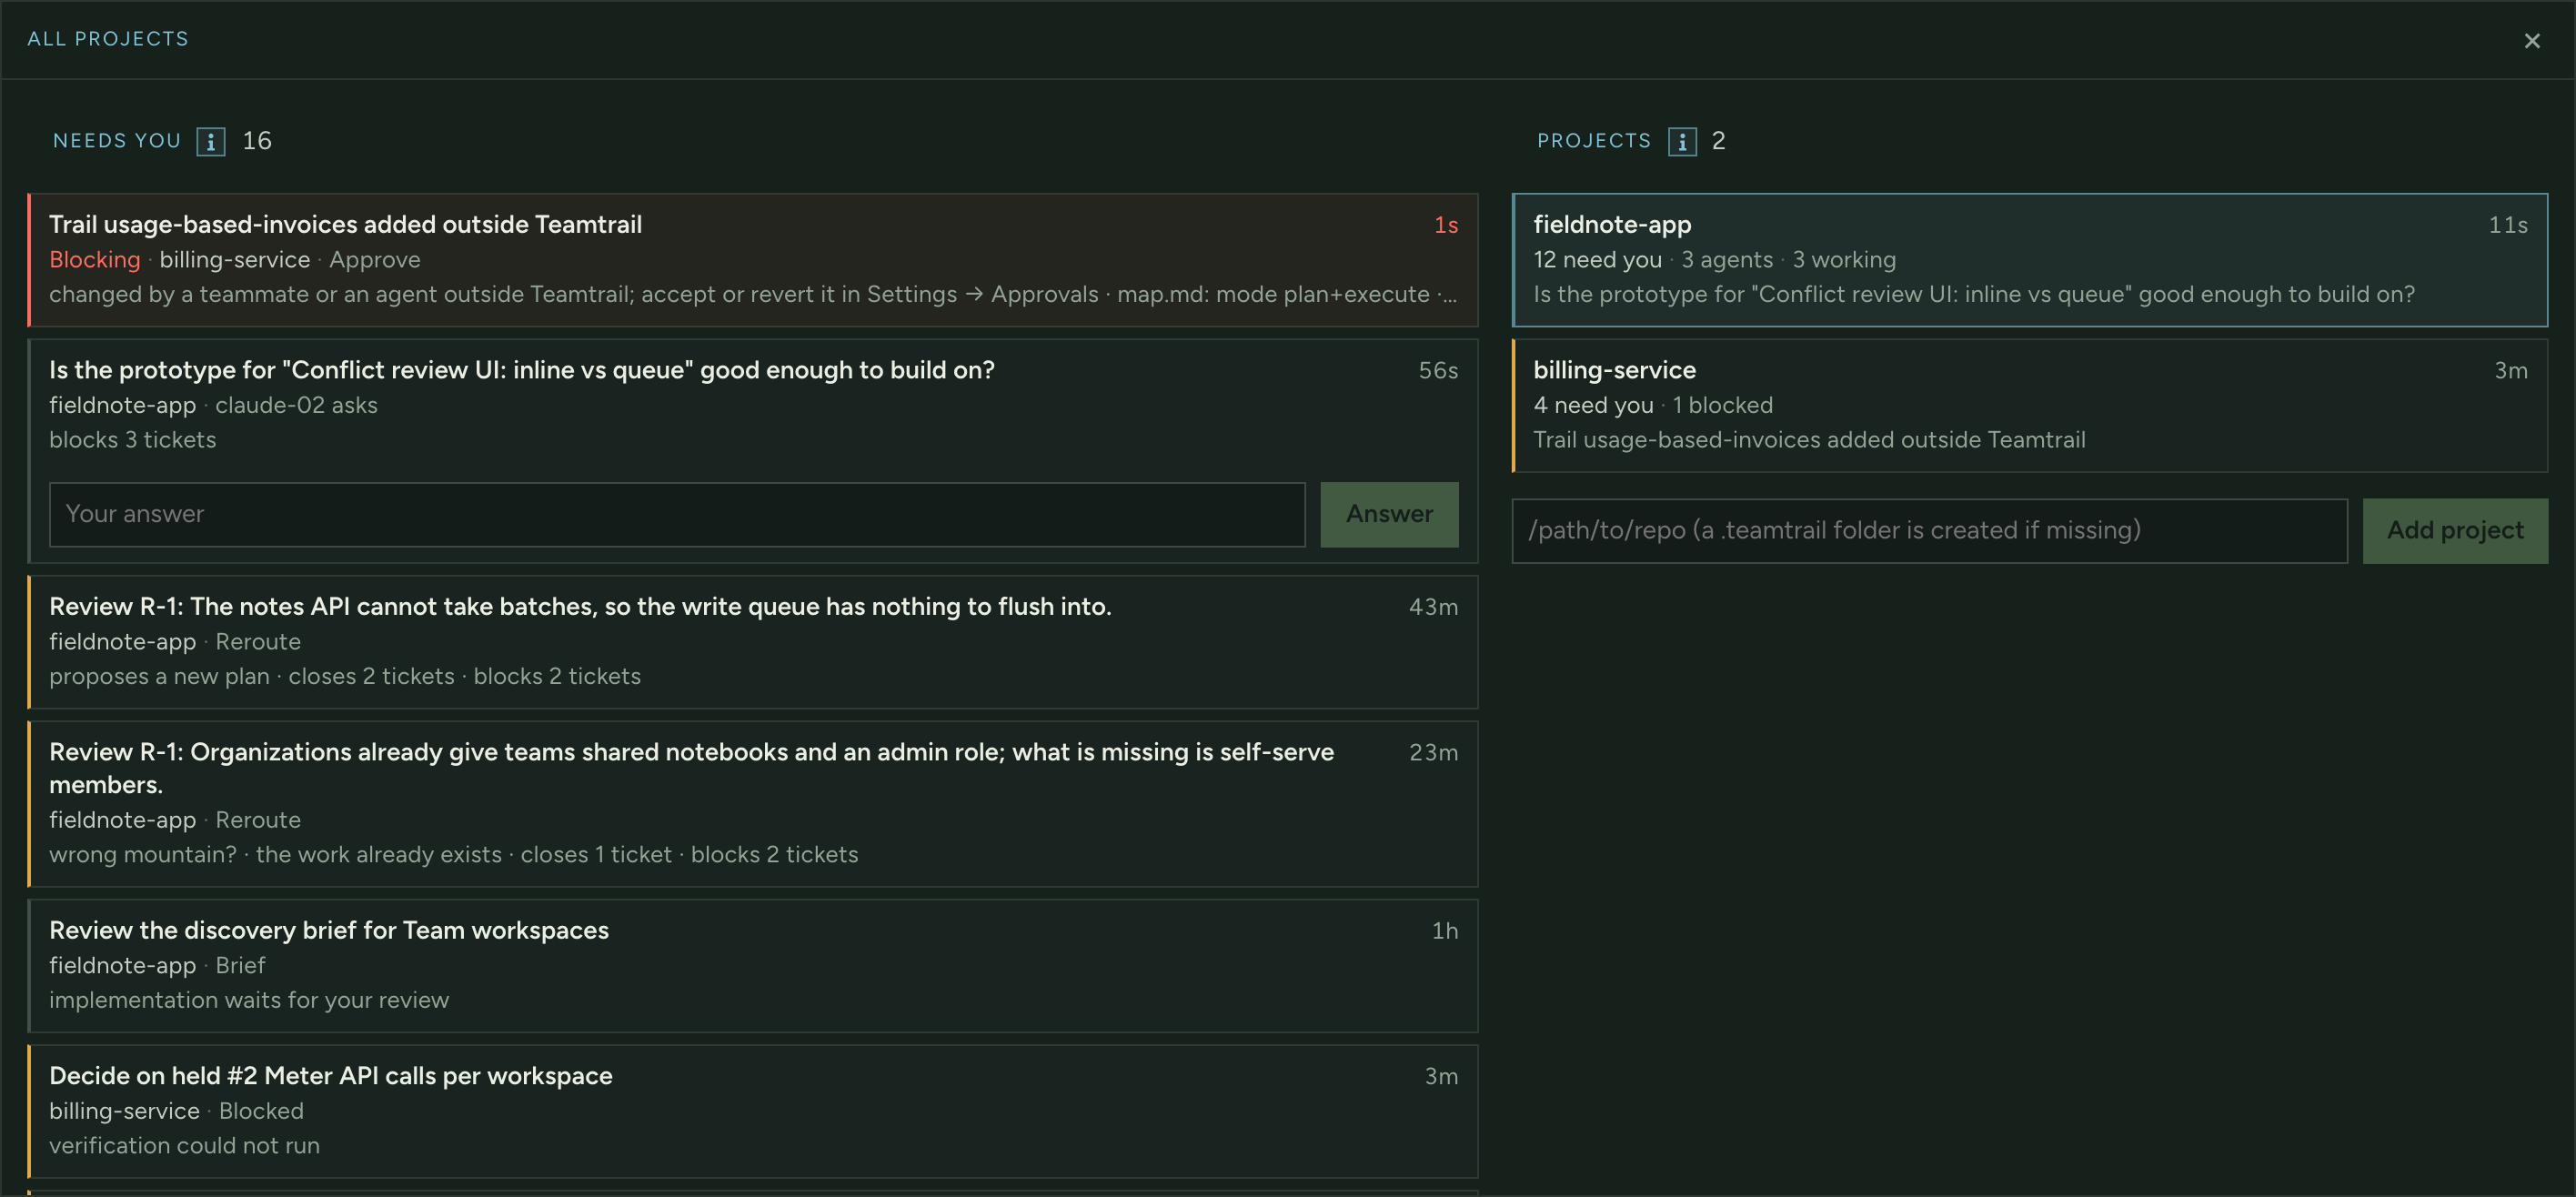 ALL PROJECTS
×
NEEDS YOU i 16
Trail usage-based-invoices added outside Teamtrail 1s
Blocking · billing-service · Approve
changed by a teammate or an agent outside Teamtrail; accept or revert it in Settings → Approvals · map.md: mode plan+execute ·…
Is the prototype for "Conflict review UI: inline vs queue" good enough to build on? 56s
fieldnote-app · claude-02 asks
blocks 3 tickets
Your answer Answer
Review R-1: The notes API cannot take batches, so the write queue has nothing to flush into. 43m
fieldnote-app · Reroute
proposes a new plan · closes 2 tickets · blocks 2 tickets
Review R-1: Organizations already give teams shared notebooks and an admin role; what is missing is self-serve 23m
members.
fieldnote-app · Reroute
wrong mountain? · the work already exists · closes 1 ticket · blocks 2 tickets
Review the discovery brief for Team workspaces 1h
fieldnote-app · Brief
implementation waits for your review
Decide on held #2 Meter API calls per workspace 3m
billing-service · Blocked
verification could not run
PROJECTS i 2
fieldnote-app 11s
12 need you · 3 agents · 3 working
Is the prototype for "Conflict review UI: inline vs queue" good enough to build on?
billing-service 3m
4 need you · 1 blocked
Trail usage-based-invoices added outside Teamtrail
/path/to/repo (a .teamtrail folder is created if missing) Add project